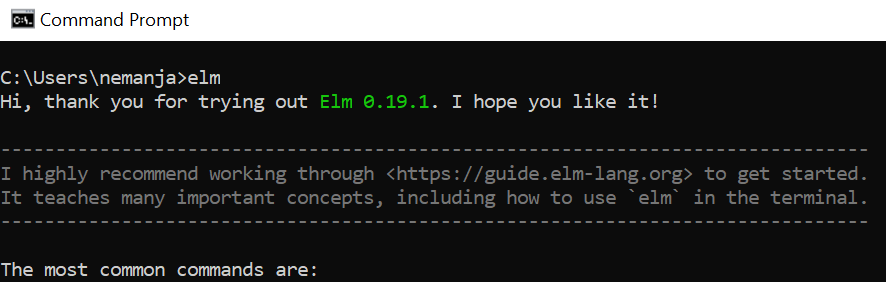 Command Prompt
C:\Users\nemanja>elm
Hi, thank you for trying out Elm 0.19.1. I hope you like it!
-------------------------------------------------------------------------------
I highly recommend working through <https://guide.elm-lang.org> to get started.
It teaches many important concepts, including how to use `elm` in the terminal.
-------------------------------------------------------------------------------
The most common commands are: